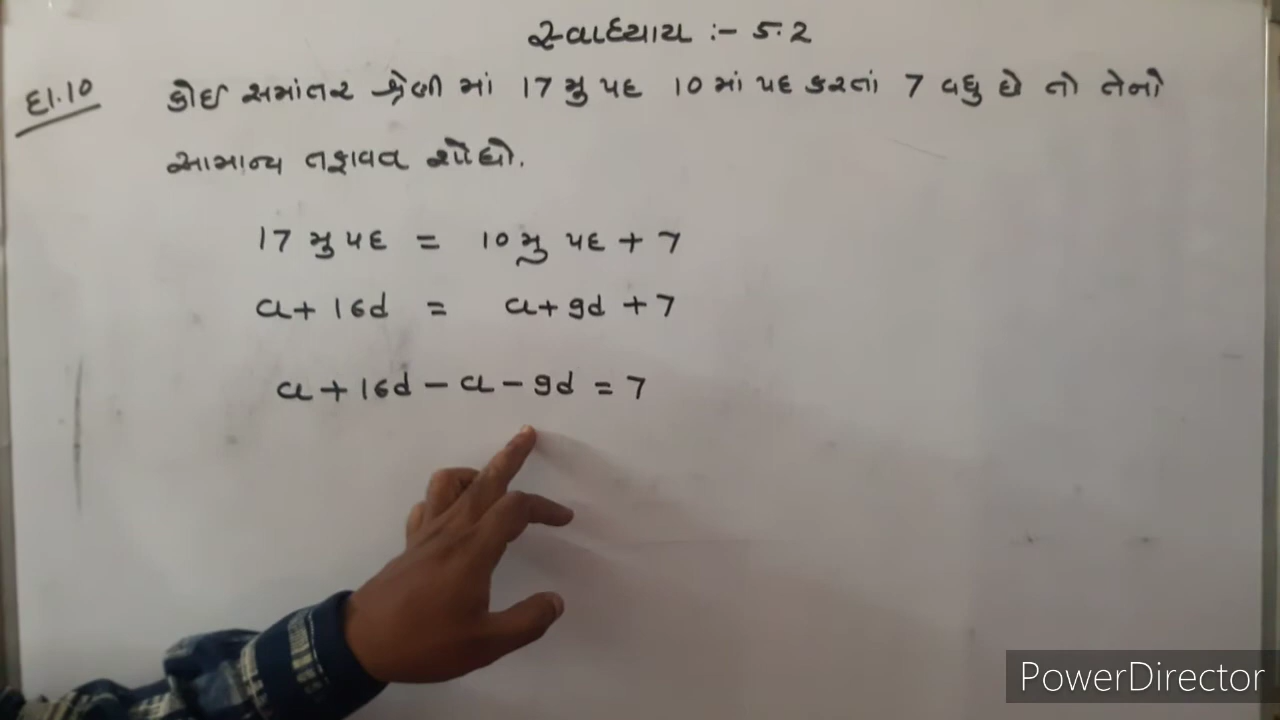 સ્વાધ્યાય :- 5.2
દા.10 કોઈ સમાંતર શ્રેણી માં 17 મુ પદ 10 માં પદ કરતાં 7 વધુ છે તો તેનો
સામાન્ય તફાવત શોધો.
17 મુ પદ = 10 મુ પદ + 7
a + 16d = a + 9d + 7
a + 16d - a - 9d = 7
PowerDirector